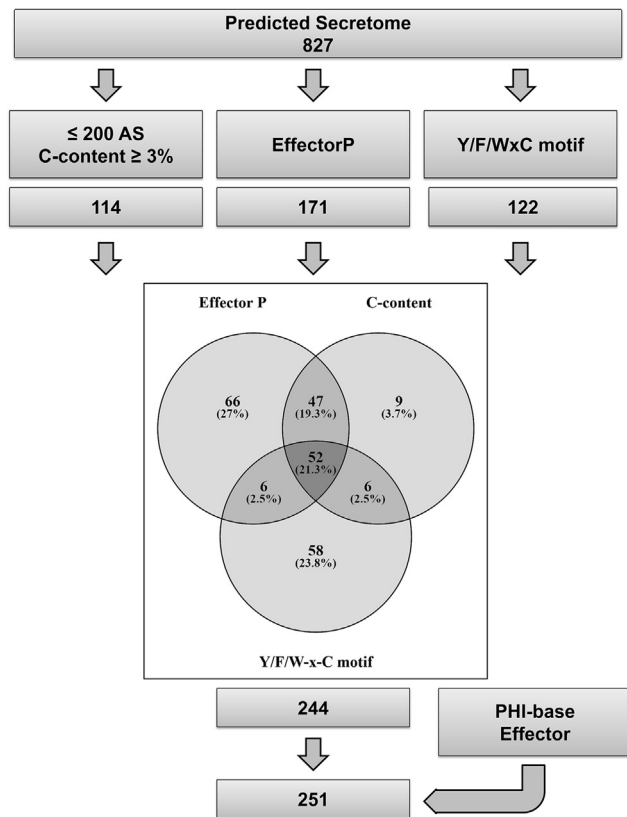 Predicted Secretome
827
≤ 200 AS
C-content ≥ 3%
EffectorP
Y/F/WxC motif
114
171
122
Effector P
C-content
66
(27%)
47
(19.3%)
9
(3.7%)
52
(21.3%)
6
(2.5%)
6
(2.5%)
58
(23.8%)
Y/F/W-x-C motif
244
PHI-base
Effector
251